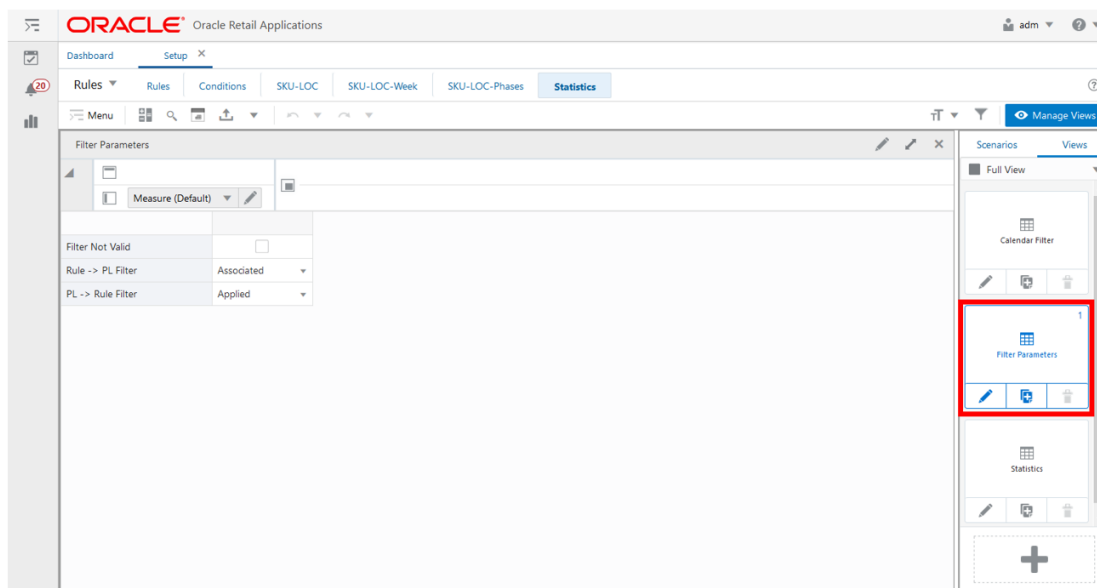 ORACLE® Oracle Retail Applications
adm
Dashboard Setup
20
Rules Rules Conditions SKU-LOC SKU-LOC-Week SKU-LOC-Phases Statistics
Menu
Manage Views
Filter Parameters
Scenarios Views
Full View
Measure (Default)
Calendar Filter
Filter Not Valid
Rule -> PL Filter Associated
PL -> Rule Filter Applied
1
Filter Parameters
Statistics